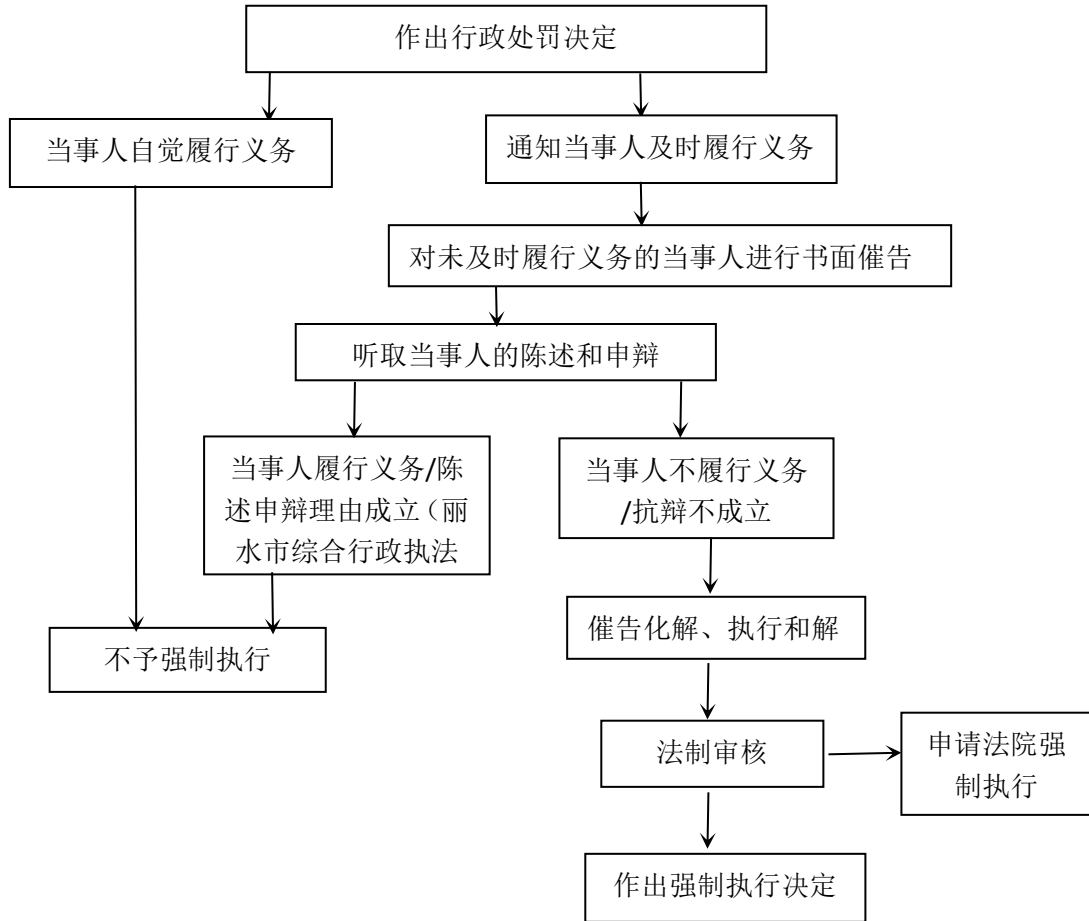 作出行政处罚决定
当事人自觉履行义务
通知当事人及时履行义务
对未及时履行义务的当事人进行书面催告
听取当事人的陈述和申辩
当事人履行义务/陈
述申辩理由成立（丽
水市综合行政执法
当事人不履行义务
/抗辩不成立
催告化解、执行和解
不予强制执行
法制审核
申请法院强
制执行
作出强制执行决定